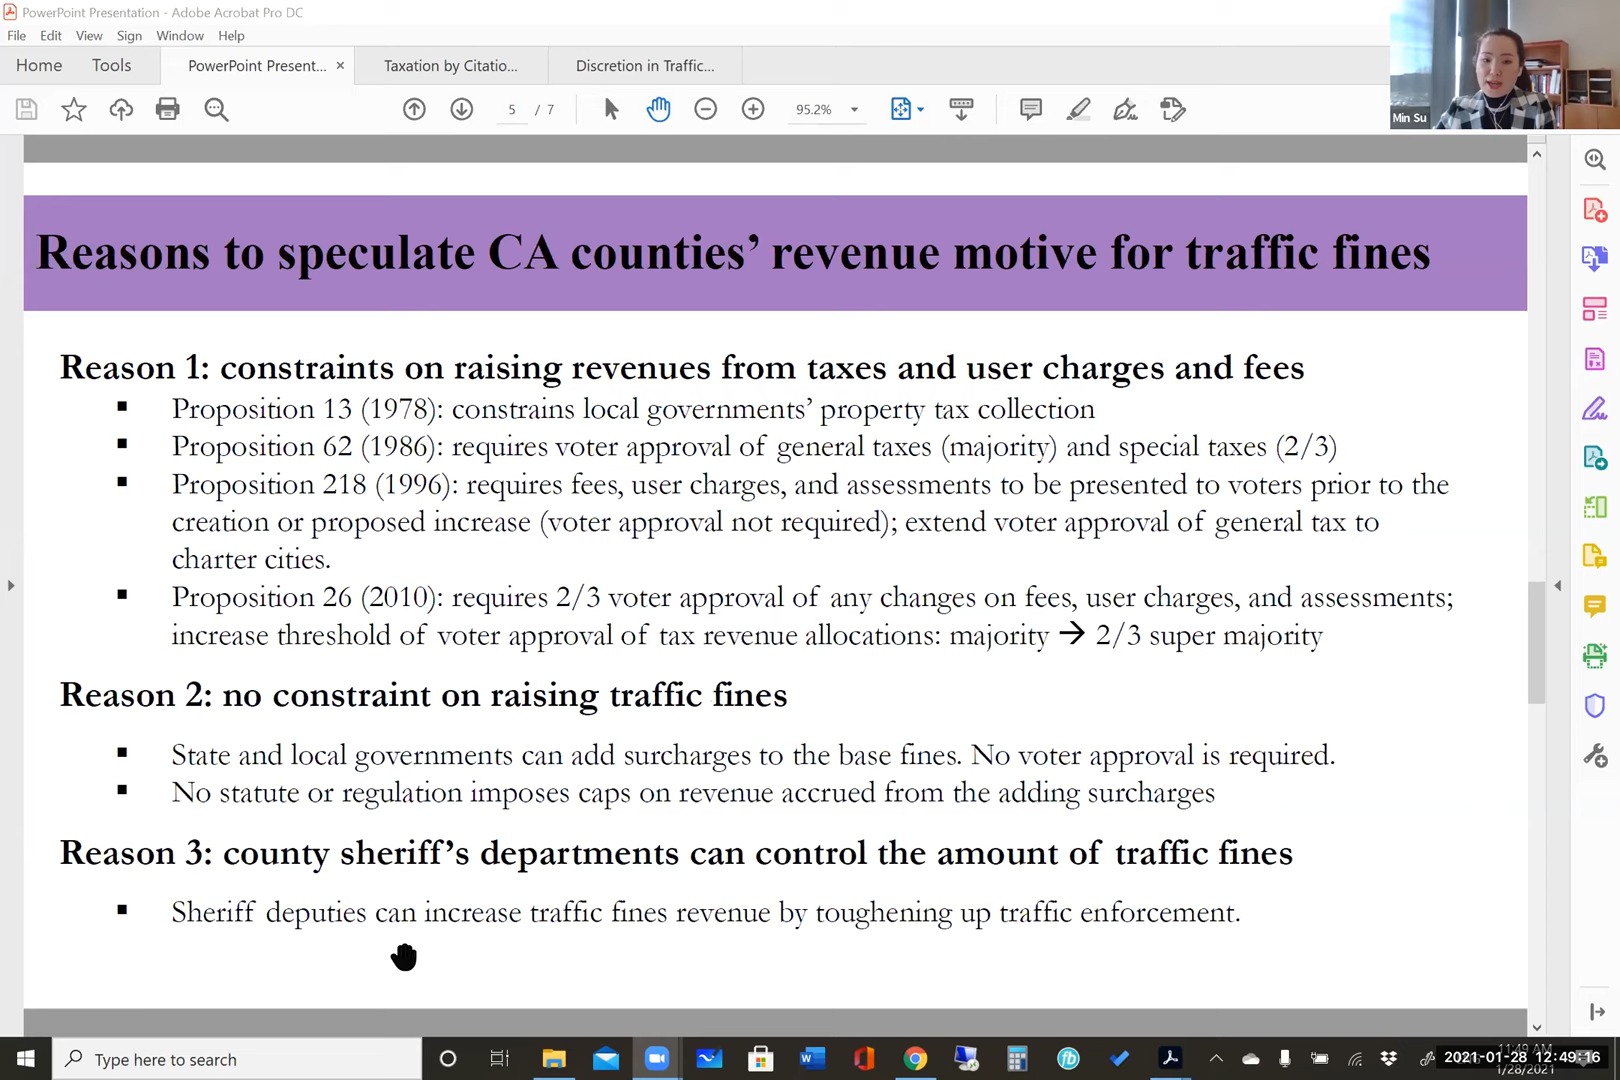 PowerPoint Presentation - Adobe Acrobat Pro DC
File Edit View Sign Window Help
Home Tools PowerPoint Present... × Taxation by Citatio... Discretion in Traffic...
5 / 7 95.2%
Min Su
Reasons to speculate CA counties' revenue motive for traffic fines
Reason 1: constraints on raising revenues from taxes and user charges and fees
▪ Proposition 13 (1978): constrains local governments' property tax collection
▪ Proposition 62 (1986): requires voter approval of general taxes (majority) and special taxes (2/3)
▪ Proposition 218 (1996): requires fees, user charges, and assessments to be presented to voters prior to the
creation or proposed increase (voter approval not required); extend voter approval of general tax to
charter cities.
▪ Proposition 26 (2010): requires 2/3 voter approval of any changes on fees, user charges, and assessments;
increase threshold of voter approval of tax revenue allocations: majority → 2/3 super majority
Reason 2: no constraint on raising traffic fines
▪ State and local governments can add surcharges to the base fines. No voter approval is required.
▪ No statute or regulation imposes caps on revenue accrued from the adding surcharges
Reason 3: county sheriff's departments can control the amount of traffic fines
▪ Sheriff deputies can increase traffic fines revenue by toughening up traffic enforcement.
Type here to search
11:49 AM
2021-01-28 12:49:16
1/28/2021